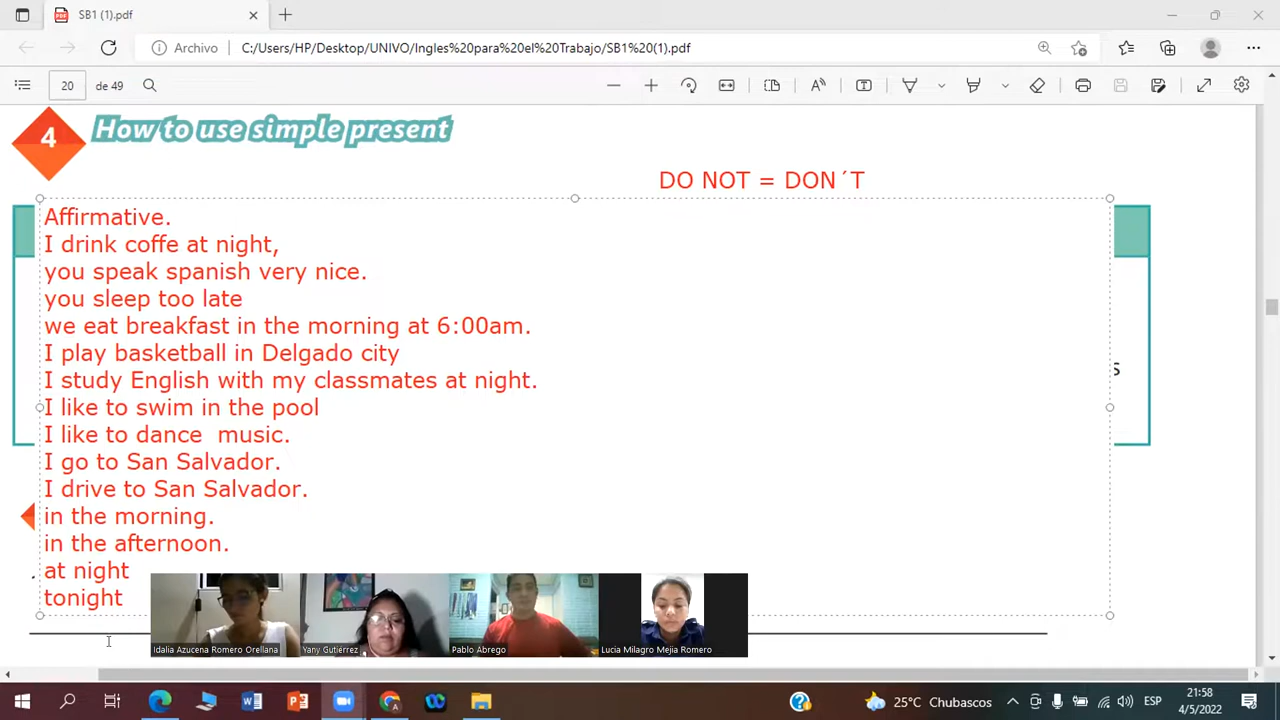 SB1 (1).pdf
Archivo C:/Users/HP/Desktop/UNIVO/Ingles%20para%20el%20Trabajo/SB1%20(1).pdf
20 de 49
4 How to use simple present
DO NOT = DON´T
Affirmative.
I drink coffe at night,
you speak spanish very nice.
you sleep too late
we eat breakfast in the morning at 6:00am.
I play basketball in Delgado city
I study English with my classmates at night.
s
I like to swim in the pool
I like to dance  music.
I go to San Salvador.
I drive to San Salvador.
in the morning.
in the afternoon.
at night
tonight
Idalia Azucena Romero Orellana
Yany Gutiérrez
Pablo Abrego
Lucia Milagro Mejia Romero
25°C Chubascos
ESP
21:58
4/5/2022